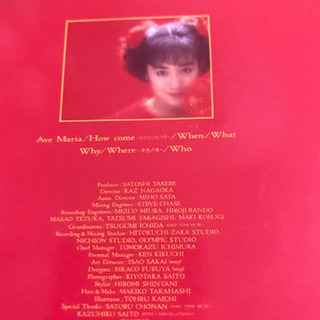 Ave Maria/How come /When/What
Why/Where /Who
Producer: SATOSHI TAKEBE
Director: KAZ NAGAOKA
Assist. Director: MIHO SATA
Mixing Engineer: STEVE CHASE
Recording Engineers: MIZUO MIURA, HIROJI BANDO
MASAO TEZUKA, TATSUMI TAKAGISHI, MAKI KOSUGI
Co-ordination: TSUGUMI UCHIDA
Recording & Mixing Studios: HITOKUCHI-ZAKA STUDIO
NICHION STUDIO, OLYMPIC STUDIO
Chief Manager: TOMOKAZU ICHIMURA
Personal Manager: KEN KIKUCHI
Art Director: ISAO SAKAI
Designer: RIKACO FURUYA
Photographer: KIYOTAKA SAITO
Stylist: HIROMI SHINTANI
Hair & Make: MAKIKO TAKAHASHI
Illustrator: TOHRU KAICHI
Special Thanks: SATORU CHONAN
KAZUHIKO SAITO